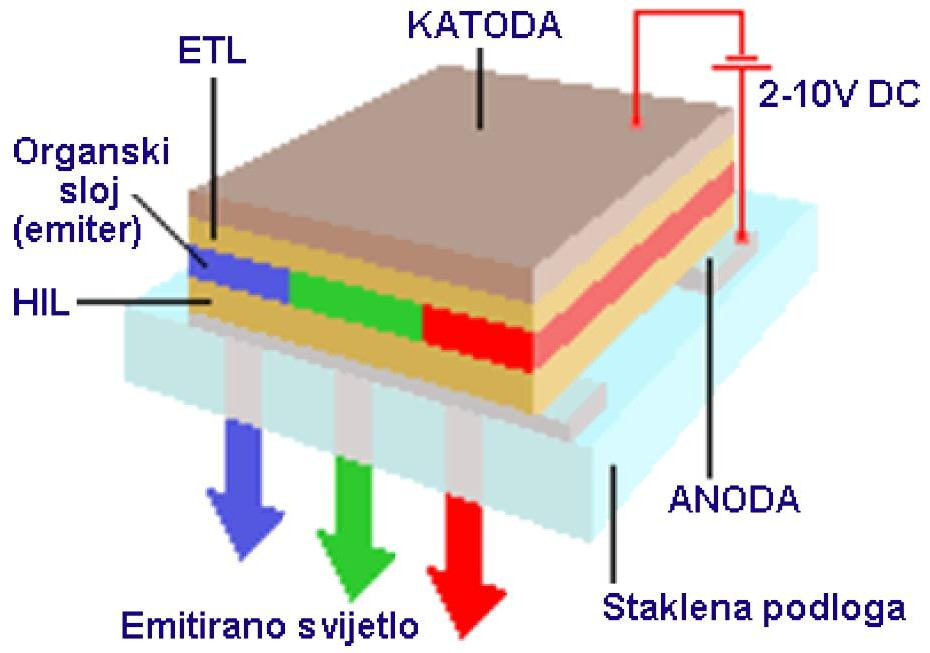 KATODA
ETL
2-10V DC
Organski
sloj
(emiter)
HIL
ANODA
Staklena podloga
Emitirano svijetlo